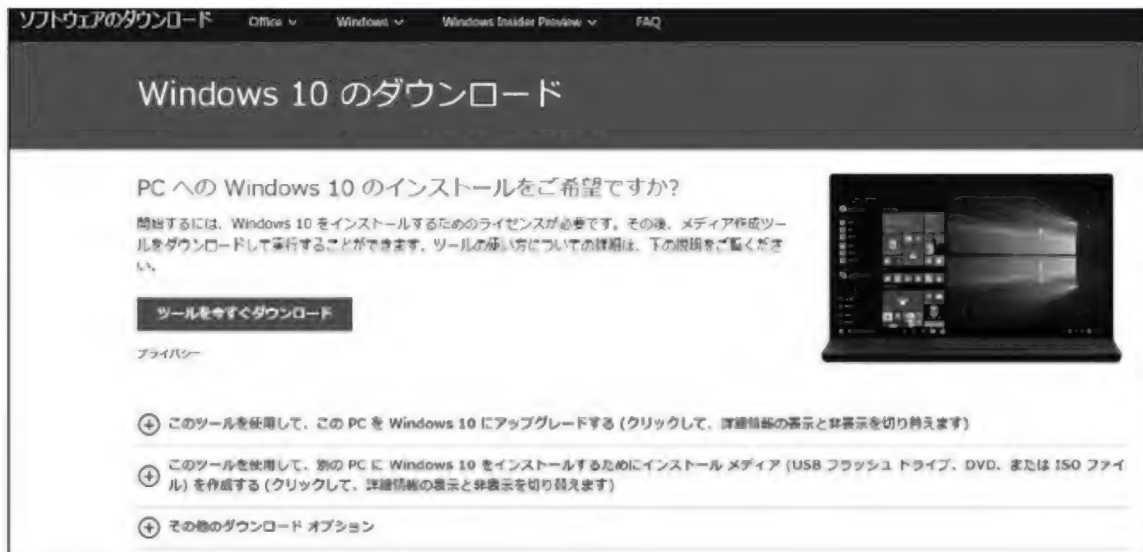 ソフトウェアのダウンロード Office Windows Windows Insider Preview FAQ
Windows 10 のダウンロード
PC への Windows 10 のインストールをご希望ですか?
開始するには、Windows 10 をインストールするためのライセンスが必要です。その後、メディア作成ツー
ルをダウンロードして実行することができます。ツールの使い方についての詳細は、下の説明をご覧くださ
い。
ツールを今すぐダウンロード
プライバシー
このツールを使用して、この PC を Windows 10 にアップグレードする (クリックして、詳細情報の表示と非表示を切り替えます)
このツールを使用して、別の PC に Windows 10 をインストールするためにインストール メディア (USB フラッシュ ドライブ、DVD、または ISO ファイ
ル) を作成する (クリックして、詳細情報の表示と非表示を切り替えます)
その他のダウンロード オプション